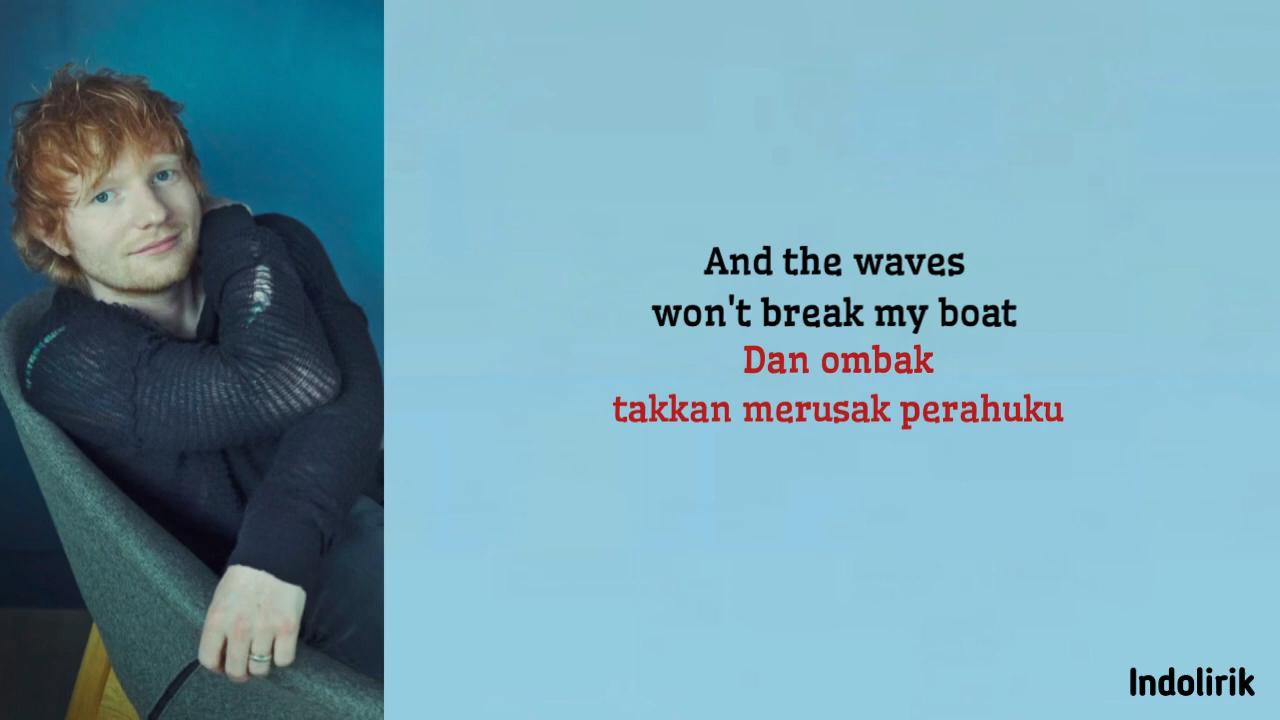 And the waves
won't break my boat
Dan ombak
takkan merusak perahuku
Indolirik